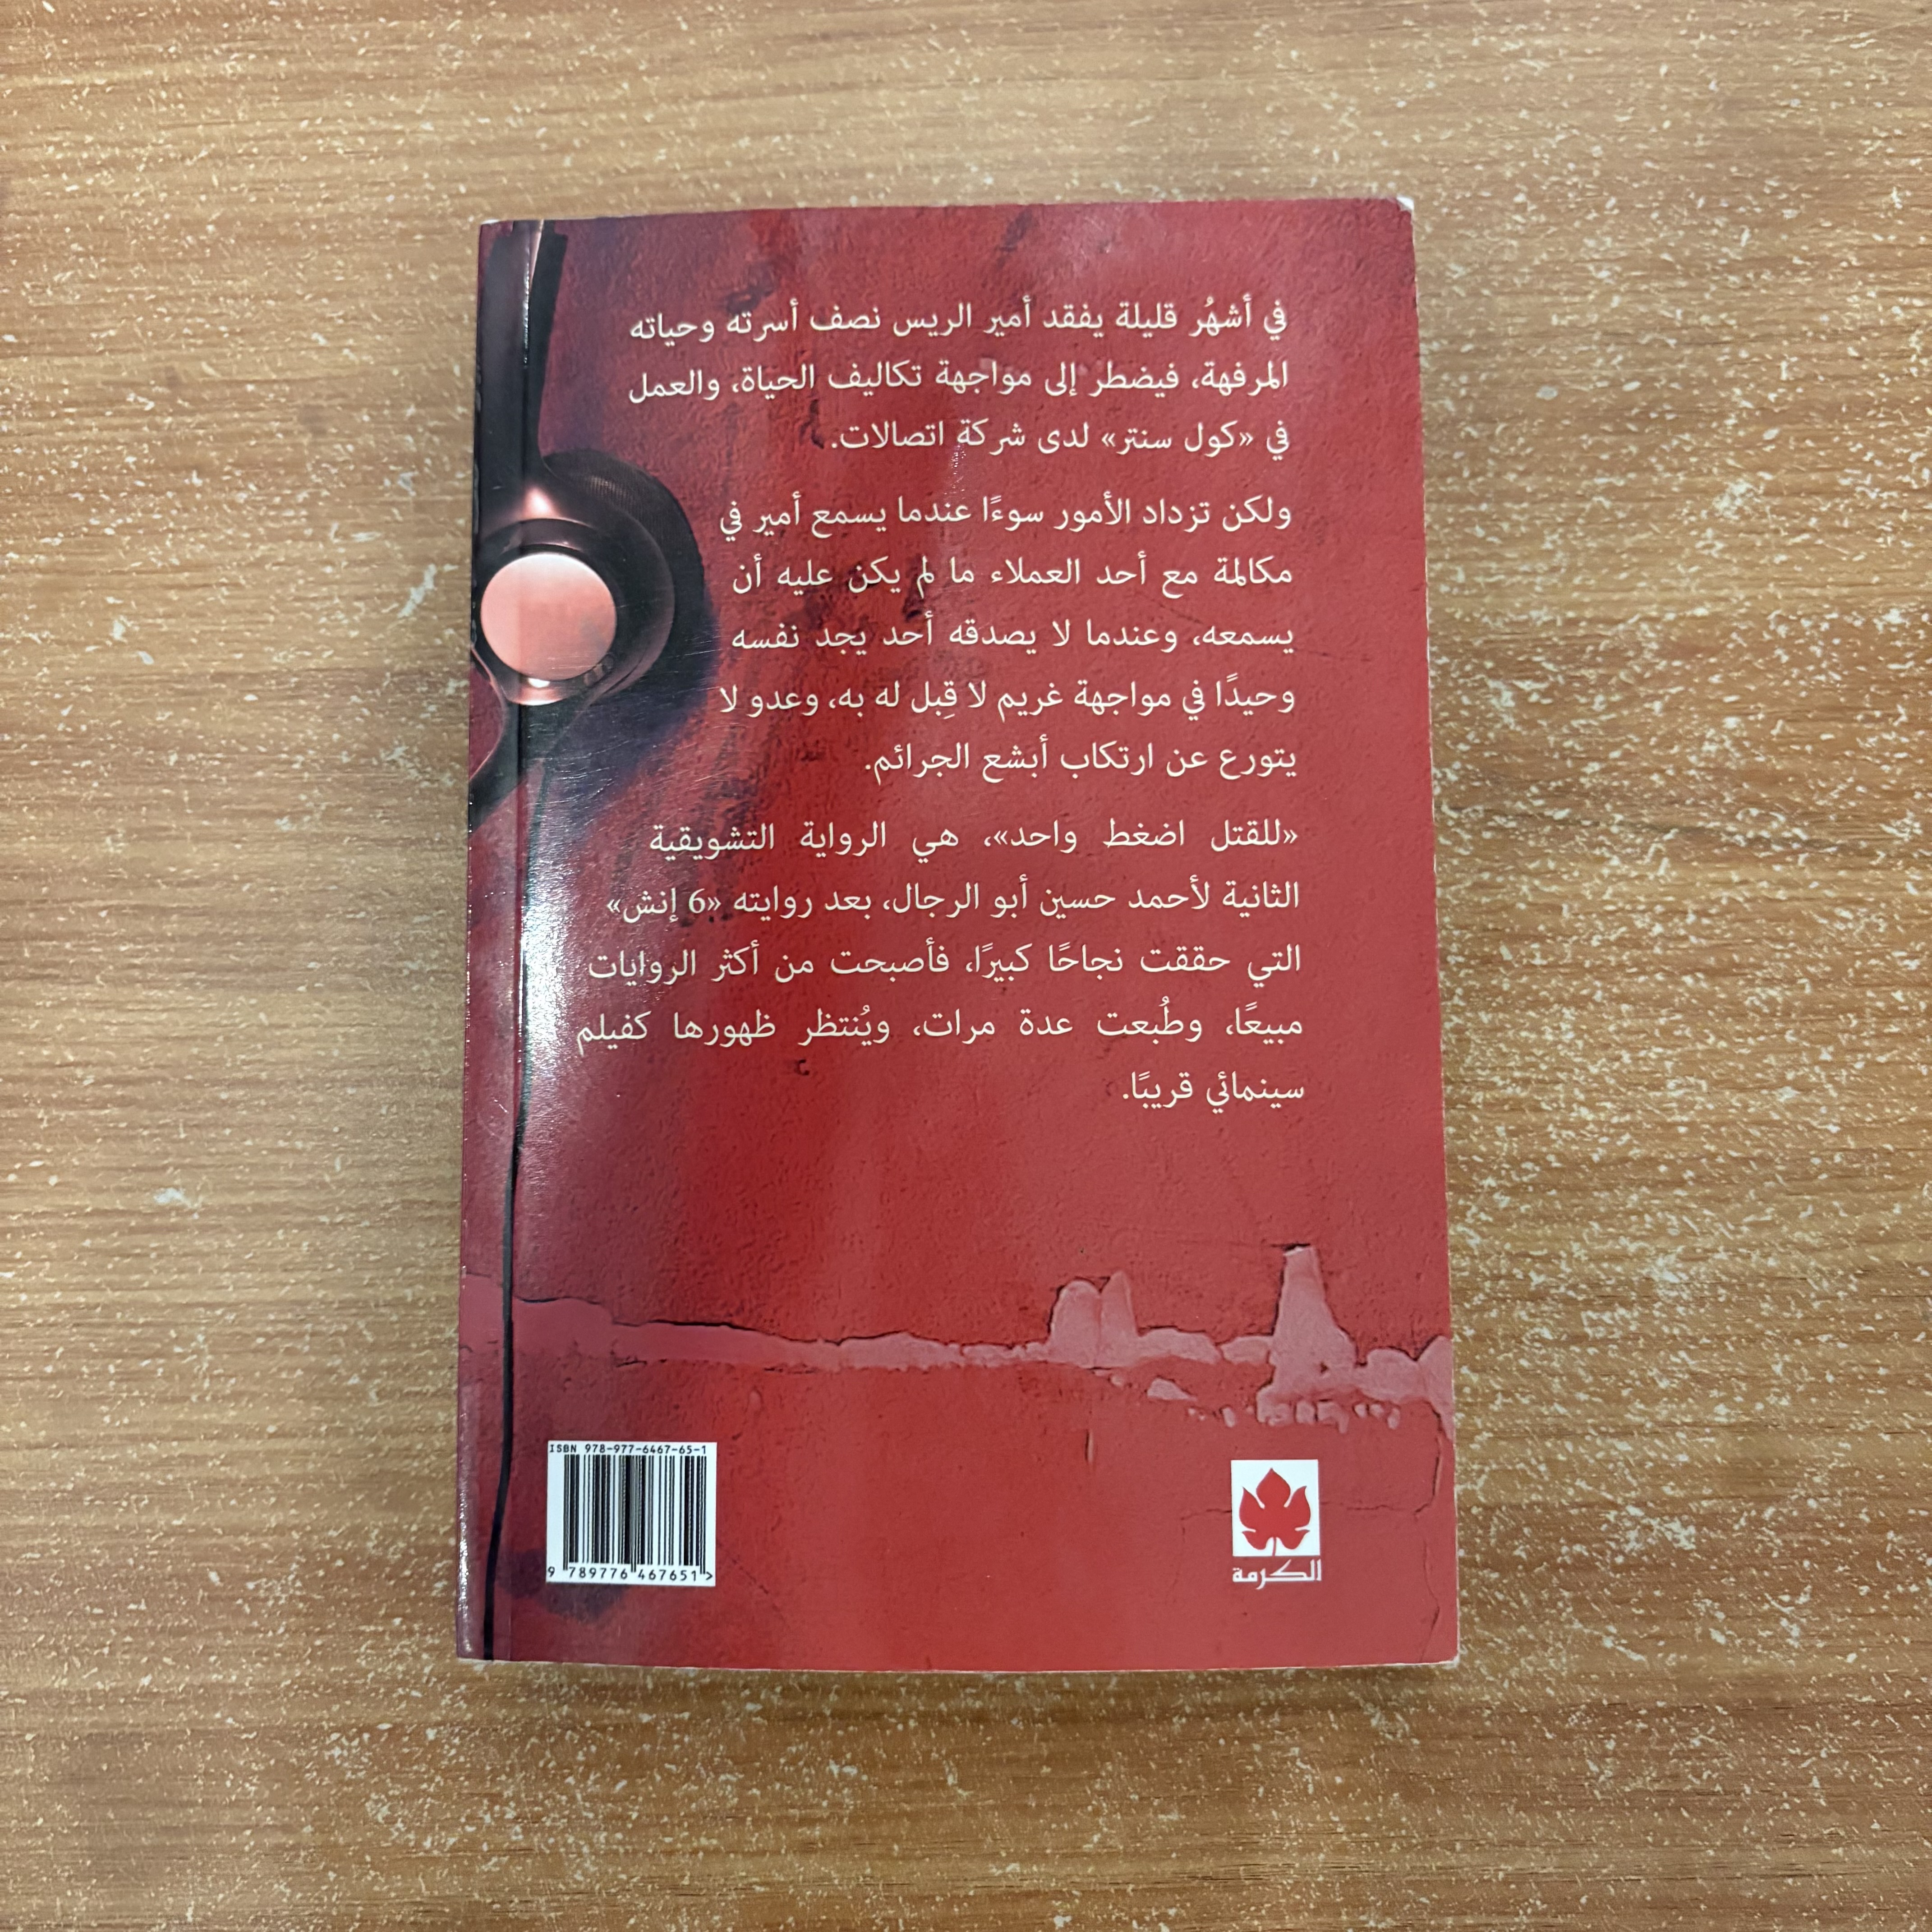 في أشهُر قليلة يفقد أمير الريس نصف أسرته وحياته
المرفهة، فيضطر إلى مواجهة تكاليف الحياة، والعمل
في «كول سنتر» لدى شركة اتصالات.
ولكن تزداد الأمور سوءًا عندما يسمع أمير في
مكالمة مع أحد العملاء ما لم يكن عليه أن
يسمعه، وعندما لا يصدقه أحد يجد نفسه
وحيدًا في مواجهة غريم لا قِبل له به، وعدو لا
يتورع عن ارتكاب أبشع الجرائم.
«للقتل اضغط واحد»، هي الرواية التشويقية
الثانية لأحمد حسين أبو الرجال، بعد روايته «6 إنش»
التي حققت نجاحًا كبيرًا، فأصبحت من أكثر الروايات
مبيعًا، وطُبعت عدة مرات، ويُنتظر ظهورها كفيلم
سينمائي قريبًا.
ISBN 978-977-6467-65-1
9 789776 467651 >
الكرمة